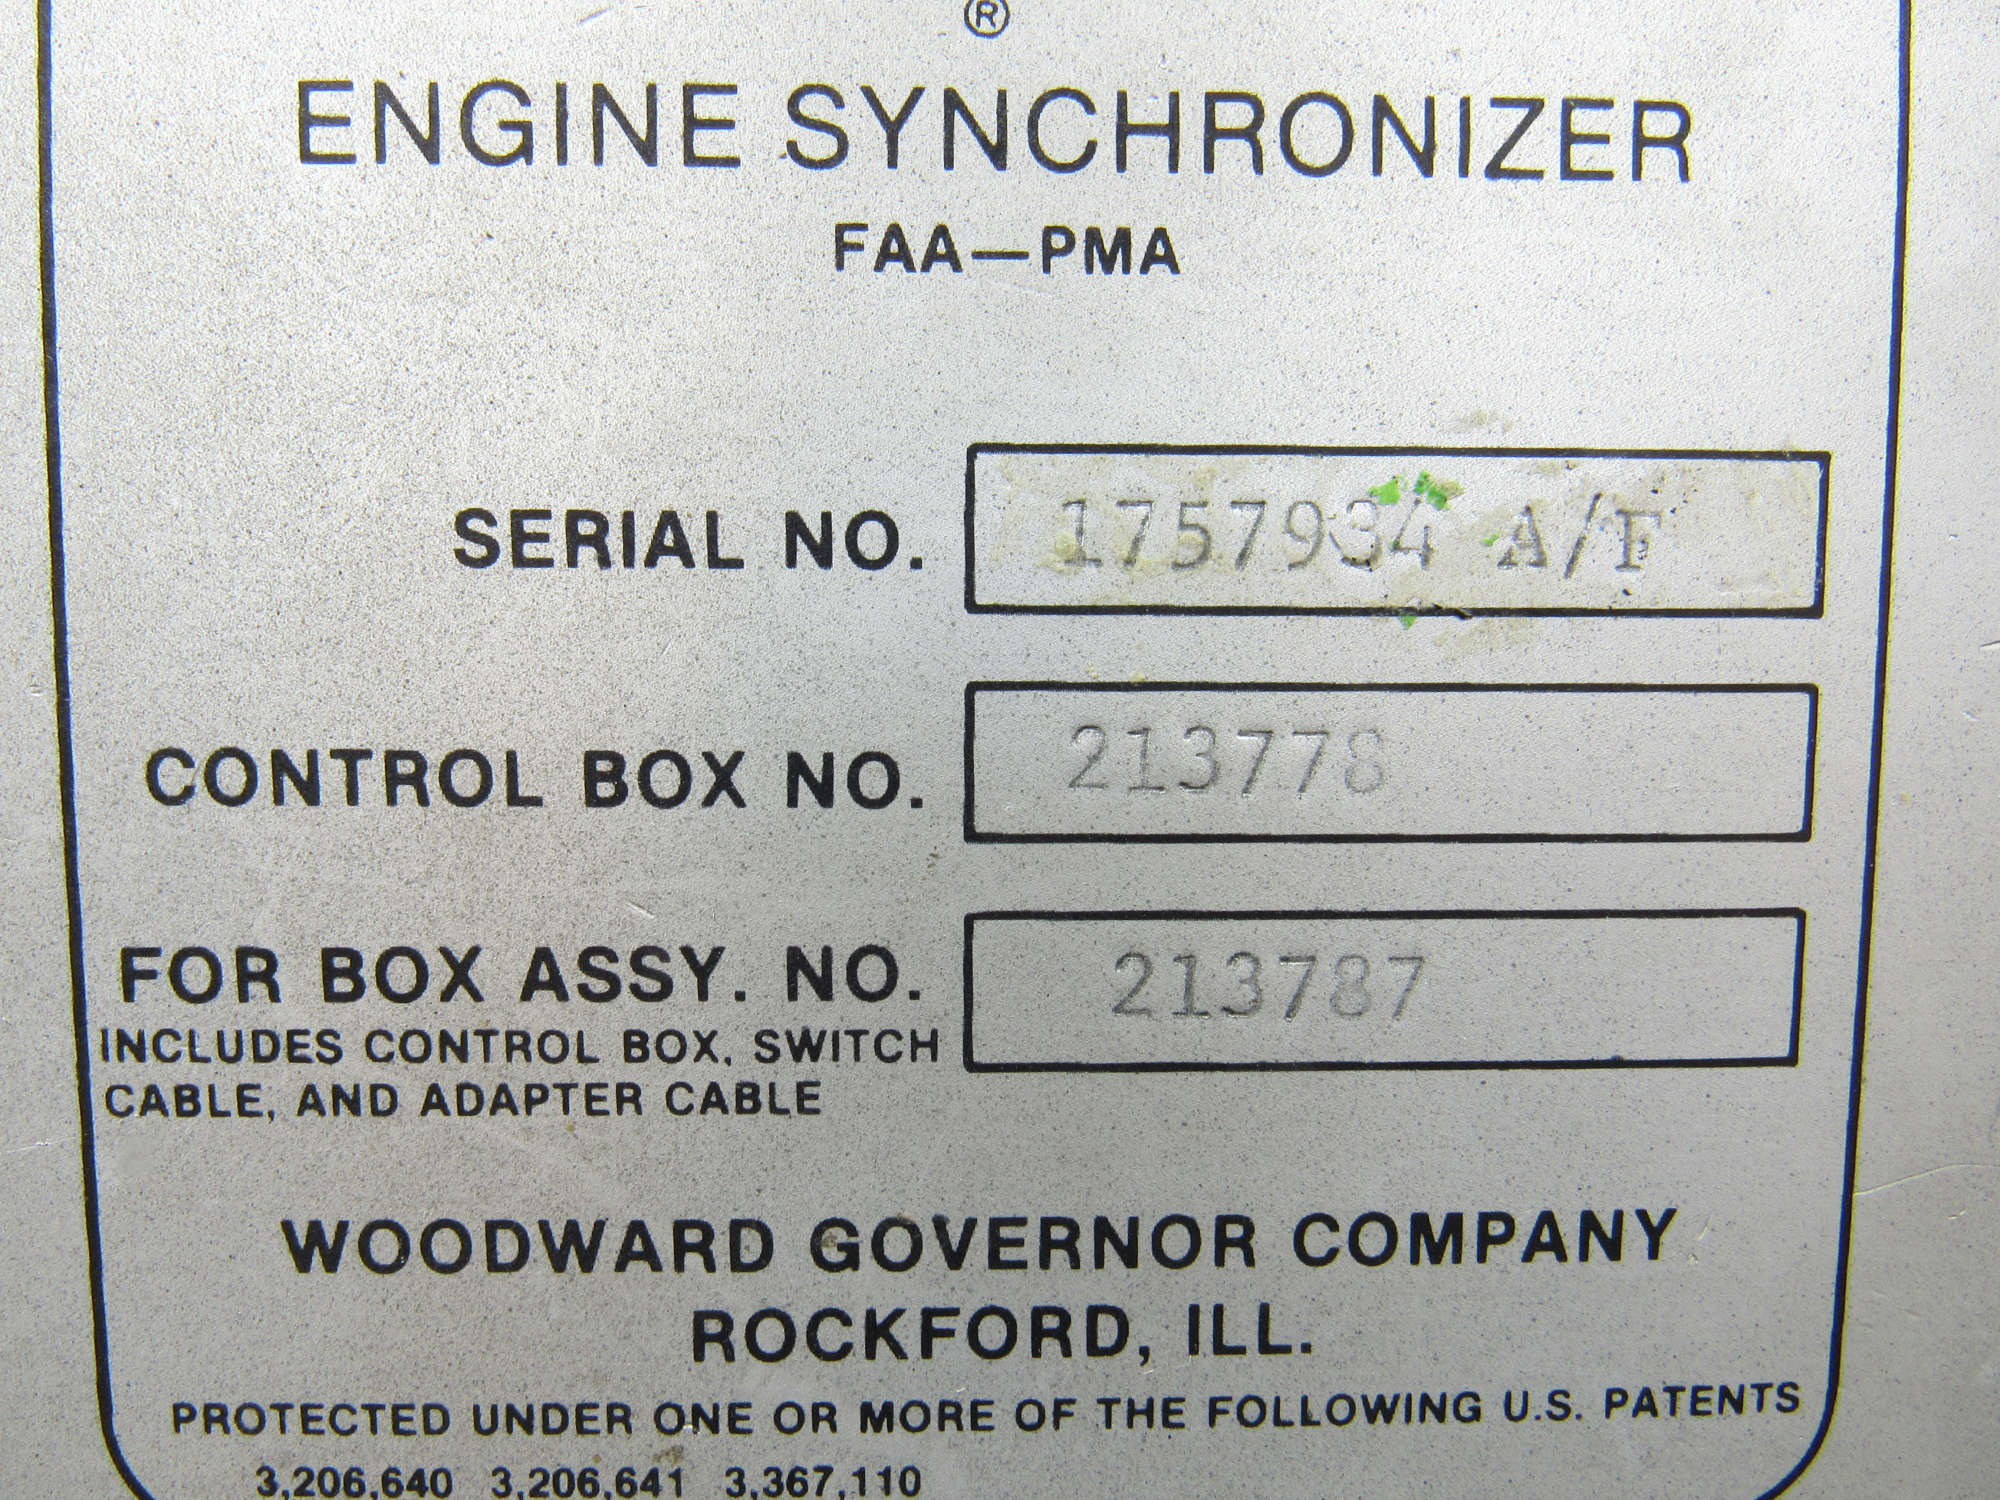 ®
ENGINE SYNCHRONIZER
FAA—PMA
SERIAL NO. 1757934 A/F
CONTROL BOX NO. 213778
FOR BOX ASSY. NO. 213787
INCLUDES CONTROL BOX, SWITCH
CABLE, AND ADAPTER CABLE
WOODWARD GOVERNOR COMPANY
ROCKFORD, ILL.
PROTECTED UNDER ONE OR MORE OF THE FOLLOWING U.S. PATENTS
3,206,640 3,206,641 3,367,110